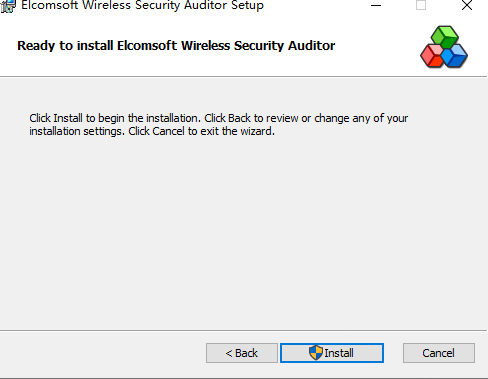 Elcomsoft Wireless Security Auditor Setup
Ready to install Elcomsoft Wireless Security Auditor
Click Install to begin the installation. Click Back to review or change any of your
installation settings. Click Cancel to exit the wizard.
< Back
Install
Cancel